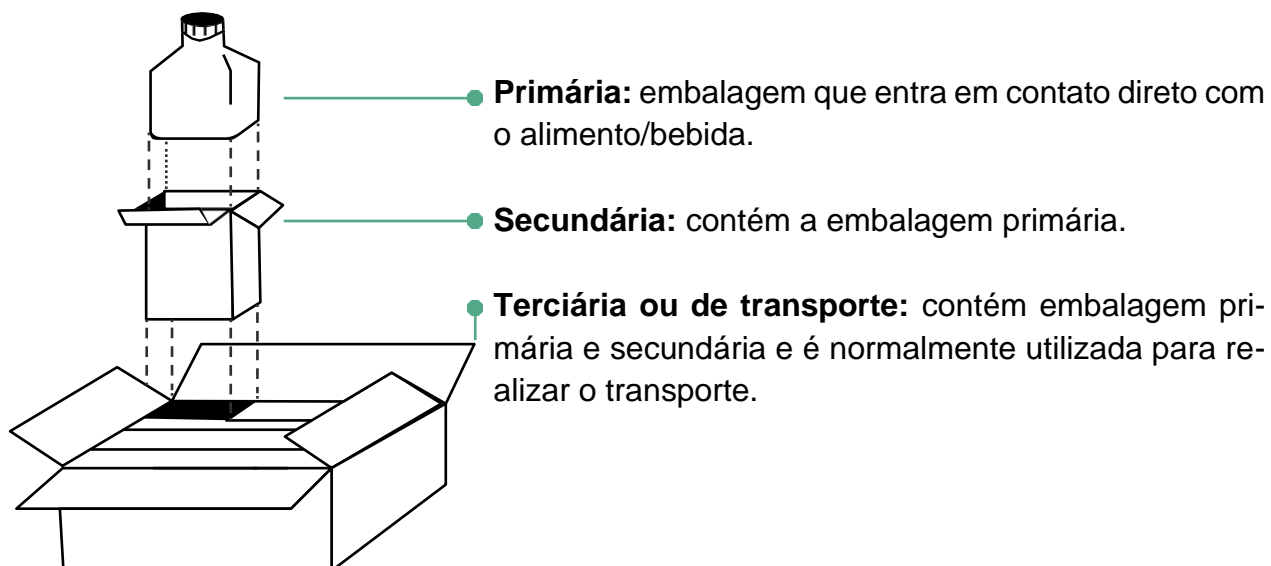 Primária: embalagem que entra em contato direto com
o alimento/bebida.
Secundária: contém a embalagem primária.
Terciária ou de transporte: contém embalagem pri-
mária e secundária e é normalmente utilizada para re-
alizar o transporte.